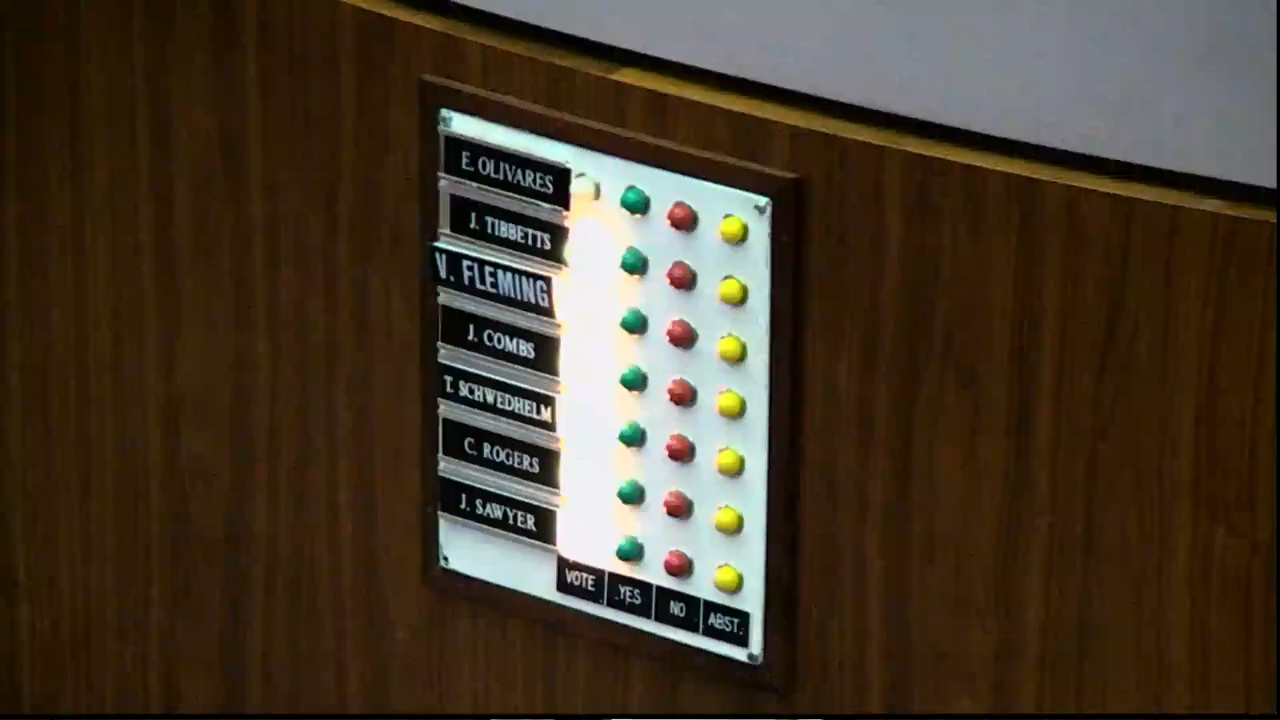 E. OLIVARES
J. TIBBETTS
V. FLEMING
J. COMBS
T. SCHWEDHELM
C. ROGERS
J. SAWYER
VOTE YES NO ABST.